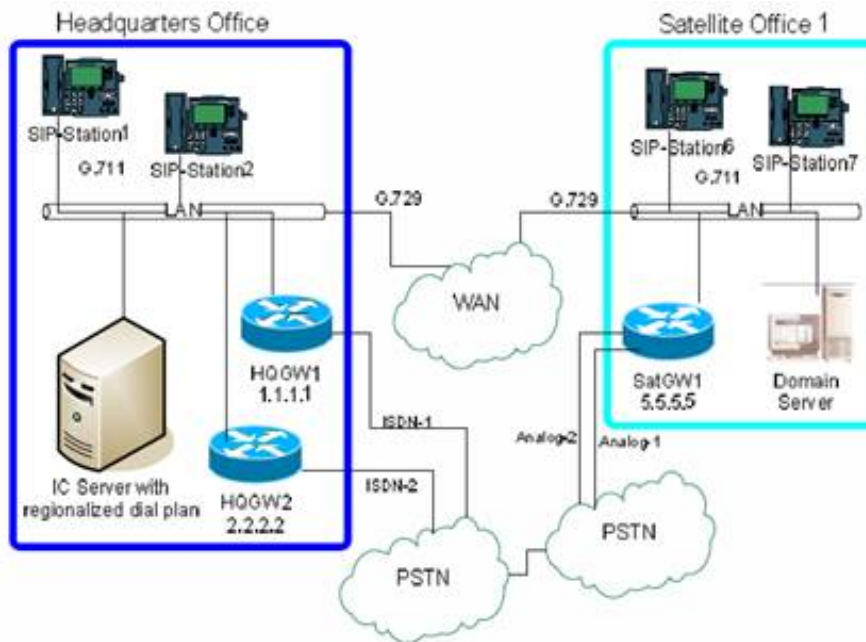 Headquarters Office
Satellite Office 1
SIP-Station1
SIP-Station2
G.711
LAN
G.729
WAN
G.729
SIP-Station6
SIP-Station7
G.711
LAN
HQGW1
1.1.1.1
HQGW2
2.2.2.2
IC Server with
regionalized dial plan
ISDN-1
ISDN-2
PSTN
SatGW1
5.5.5.5
Domain
Server
Analog-2
Analog-1
PSTN